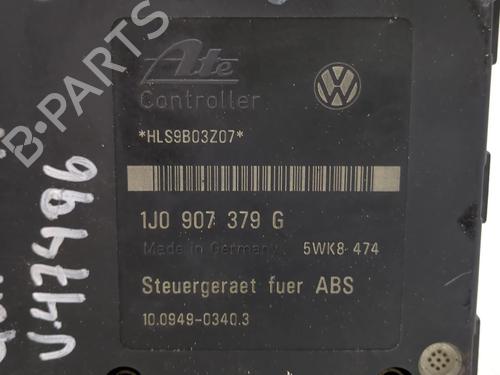 Ate
Controller
*HLS9B03Z07*
1J0 907 379 G
Made in Germany 5WK8 474
Steuergeraet fuer ABS
10.0949-0340.3
V.47496
B-PARTS